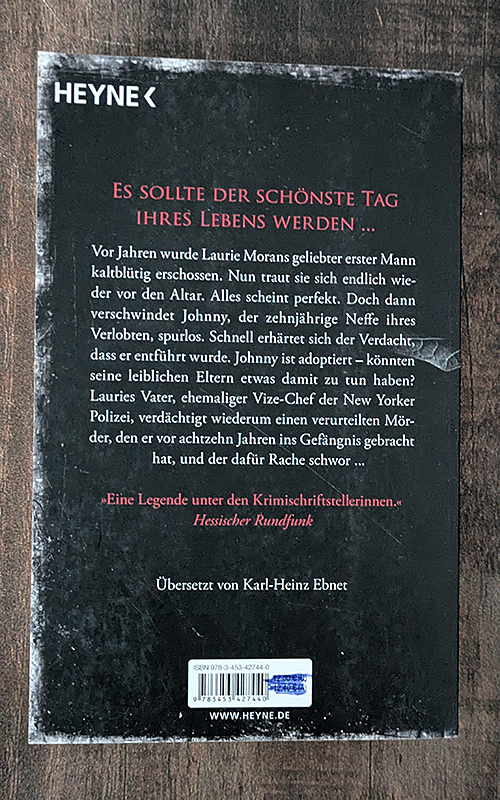 HEYNE <
ES SOLLTE DER SCHÖNSTE TAG
IHRES LEBENS WERDEN ...
Vor Jahren wurde Laurie Morans geliebter erster Mann
kaltblütig erschossen. Nun traut sie sich endlich wie-
der vor den Altar. Alles scheint perfekt. Doch dann
verschwindet Johnny, der zehnjährige Neffe ihres
Verlobten, spurlos. Schnell erhärtet sich der Verdacht,
dass er entführt wurde. Johnny ist adoptiert – könnten
seine leiblichen Eltern etwas damit zu tun haben?
Lauries Vater, ehemaliger Vize-Chef der New Yorker
Polizei, verdächtigt wiederum einen verurteilten Mör-
der, den er vor achtzehn Jahren ins Gefängnis gebracht
hat, und der dafür Rache schwor ...
»Eine Legende unter den Krimischriftstellerinnen.«
Hessischer Rundfunk
Übersetzt von Karl-Heinz Ebnet
ISBN 978-3-453-42744-0
9 783453 427440
WWW.HEYNE.DE